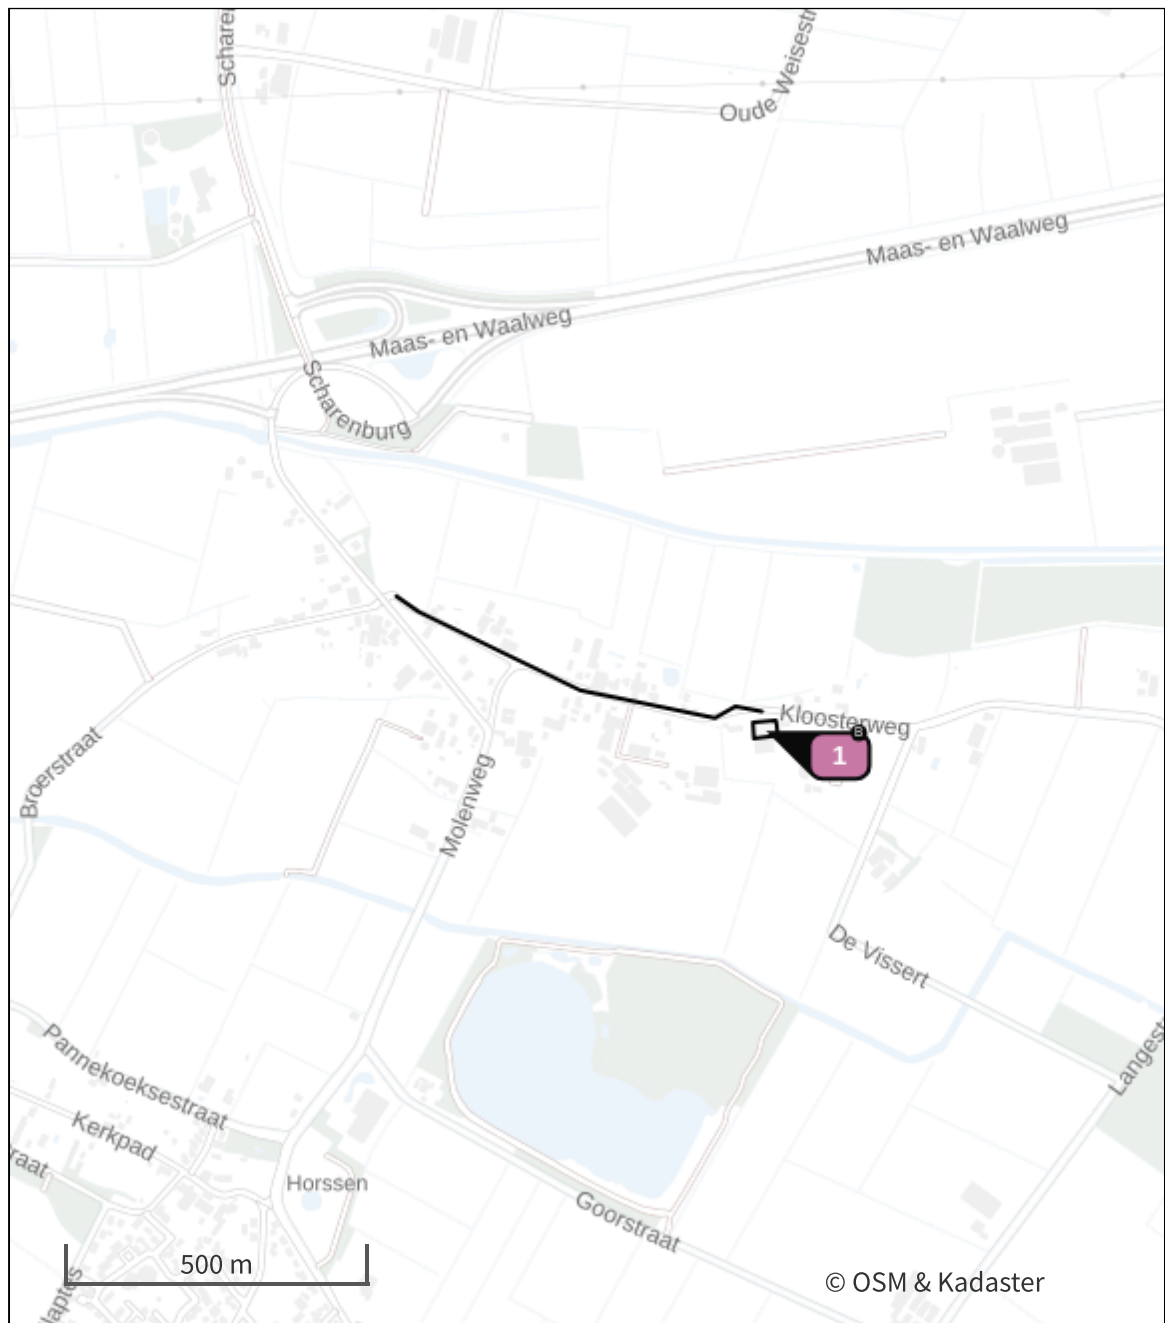 Scharen
Oude Weisestr
Maas- en Waalweg
Maas- en Waalweg
Scharenburg
Kloosterweg
B
1
Broerstraat
Molenweg
De Vissert
Langest
Pannekoeksestraat
Kerkpad
raat
Horssen
Goorstraat
500 m
© OSM & Kadaster